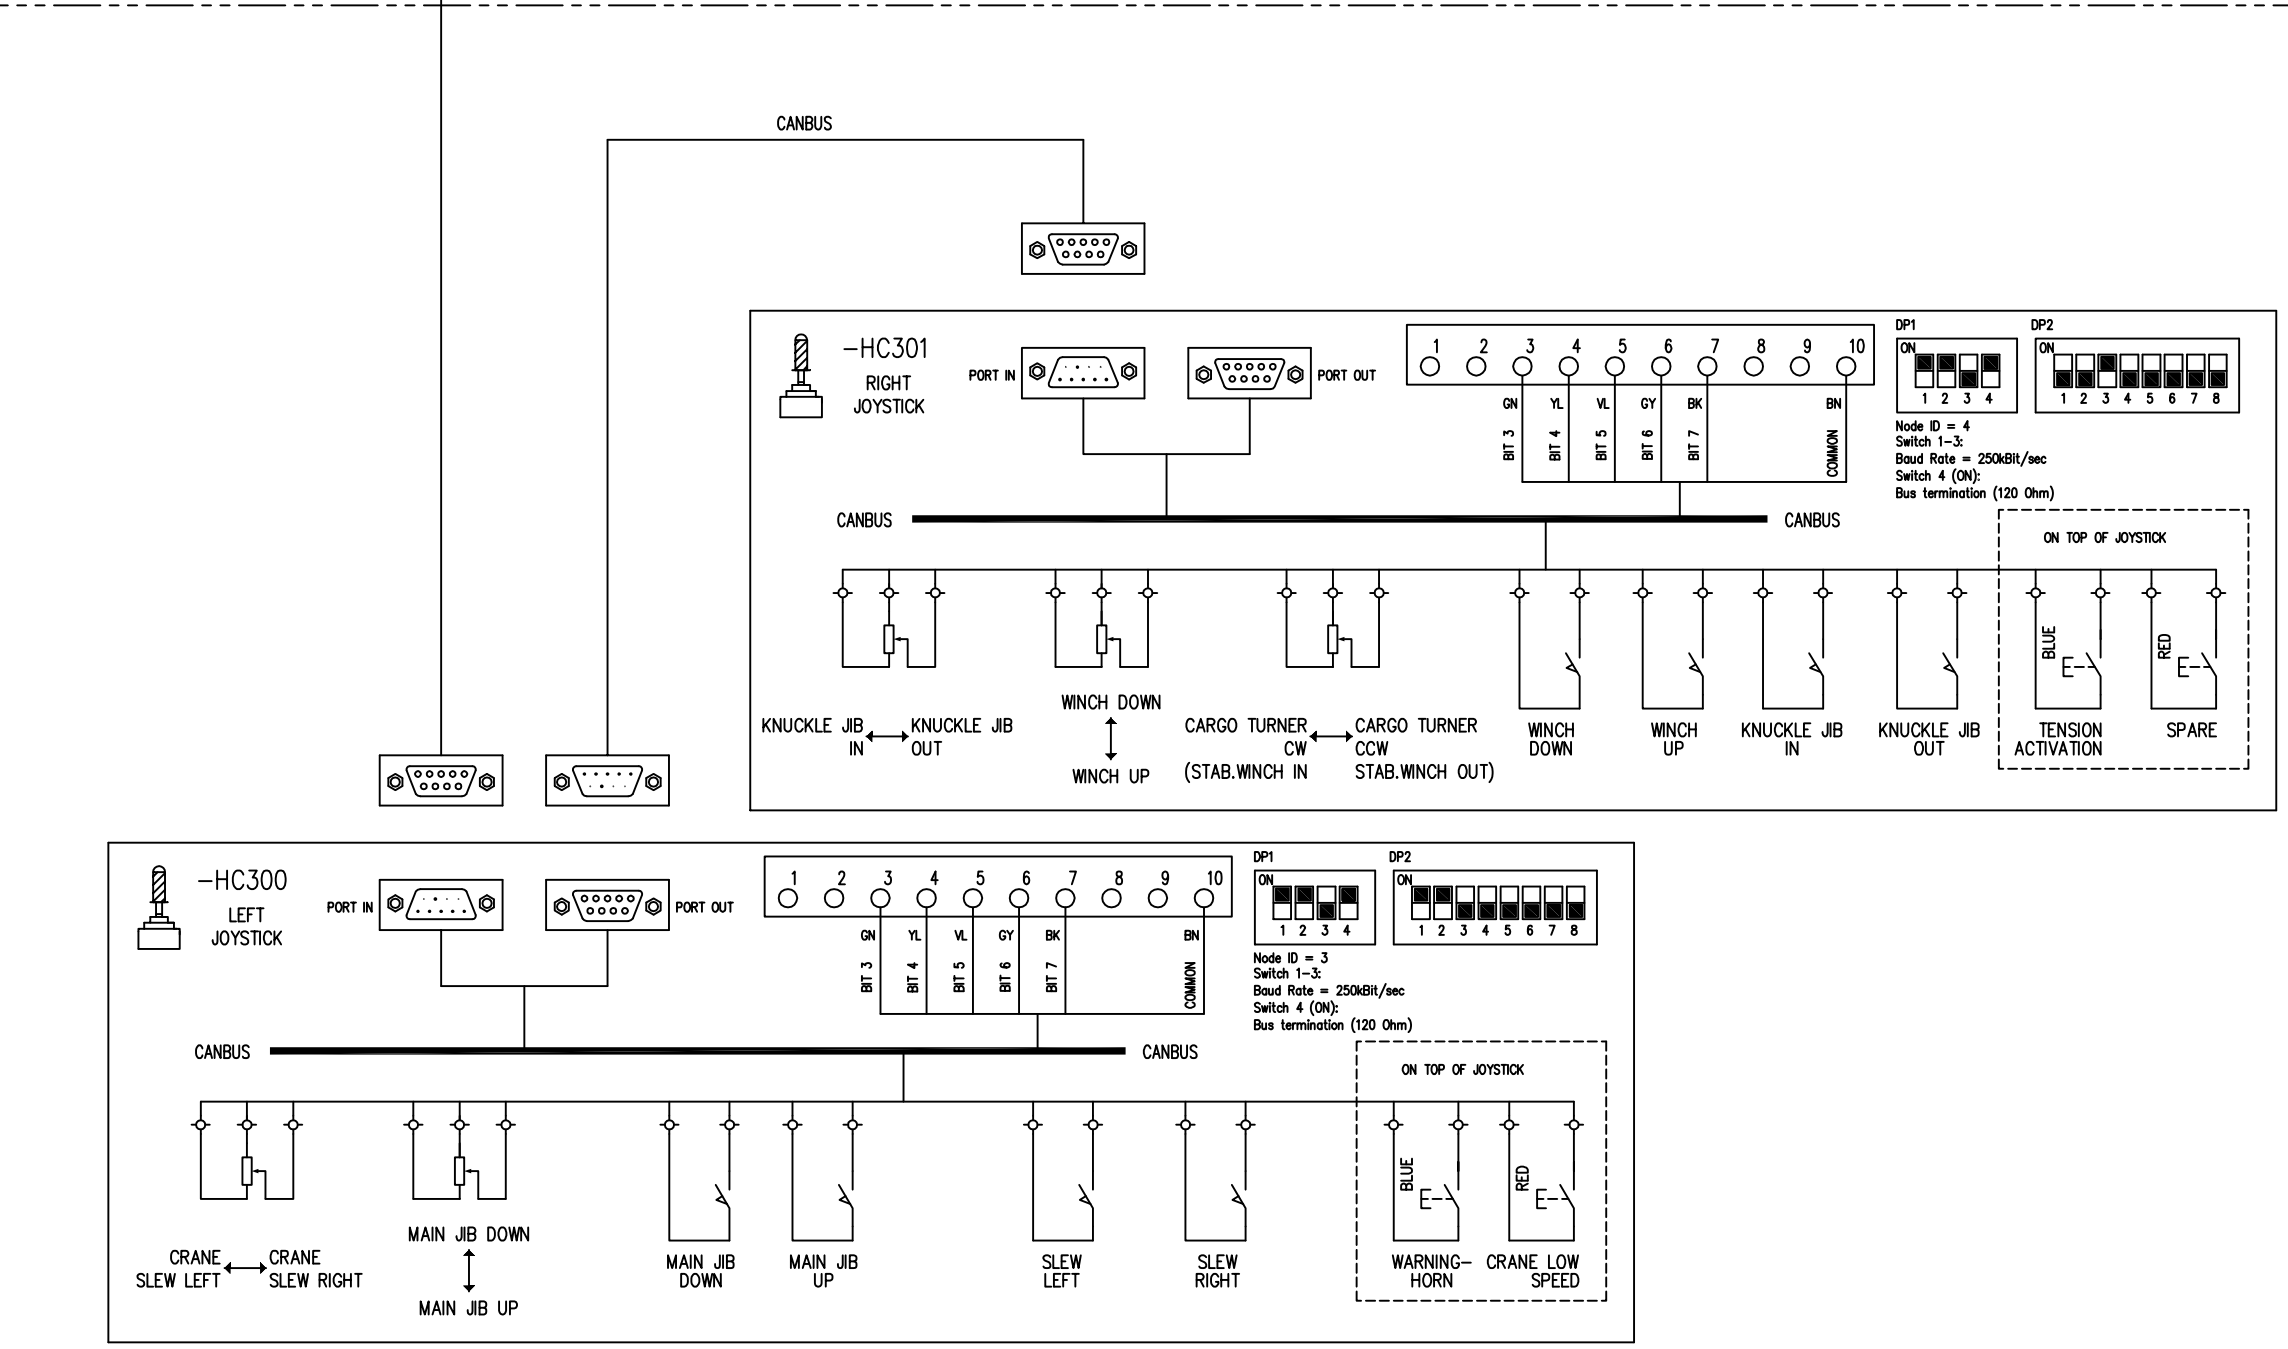 CANBUS
-HC301
RIGHT
JOYSTICK
PORT IN
PORT OUT
1 2 3 4 5 6 7 8 9 10
GN YL VL GY BK BN
BIT 3 BIT 4 BIT 5 BIT 6 BIT 7 COMMON
DP1
ON
1 2 3 4
DP2
ON
1 2 3 4 5 6 7 8
Node ID = 4
Switch 1-3:
Baud Rate = 250kBit/sec
Switch 4 (ON):
Bus termination (120 Ohm)
CANBUS
CANBUS
ON TOP OF JOYSTICK
BLUE
RED
KNUCKLE JIB
IN
KNUCKLE JIB
OUT
WINCH DOWN
WINCH UP
CARGO TURNER
CW
(STAB.WINCH IN
CARGO TURNER
CCW
STAB.WINCH OUT)
WINCH
DOWN
WINCH
UP
KNUCKLE JIB
IN
KNUCKLE JIB
OUT
TENSION
ACTIVATION
SPARE
-HC300
LEFT
JOYSTICK
PORT IN
PORT OUT
1 2 3 4 5 6 7 8 9 10
GN YL VL GY BK BN
BIT 3 BIT 4 BIT 5 BIT 6 BIT 7 COMMON
DP1
ON
1 2 3 4
DP2
ON
1 2 3 4 5 6 7 8
Node ID = 3
Switch 1-3:
Baud Rate = 250kBit/sec
Switch 4 (ON):
Bus termination (120 Ohm)
CANBUS
CANBUS
ON TOP OF JOYSTICK
BLUE
RED
CRANE
SLEW LEFT
CRANE
SLEW RIGHT
MAIN JIB DOWN
MAIN JIB UP
MAIN JIB
DOWN
MAIN JIB
UP
SLEW
LEFT
SLEW
RIGHT
WARNING-
HORN
CRANE LOW
SPEED